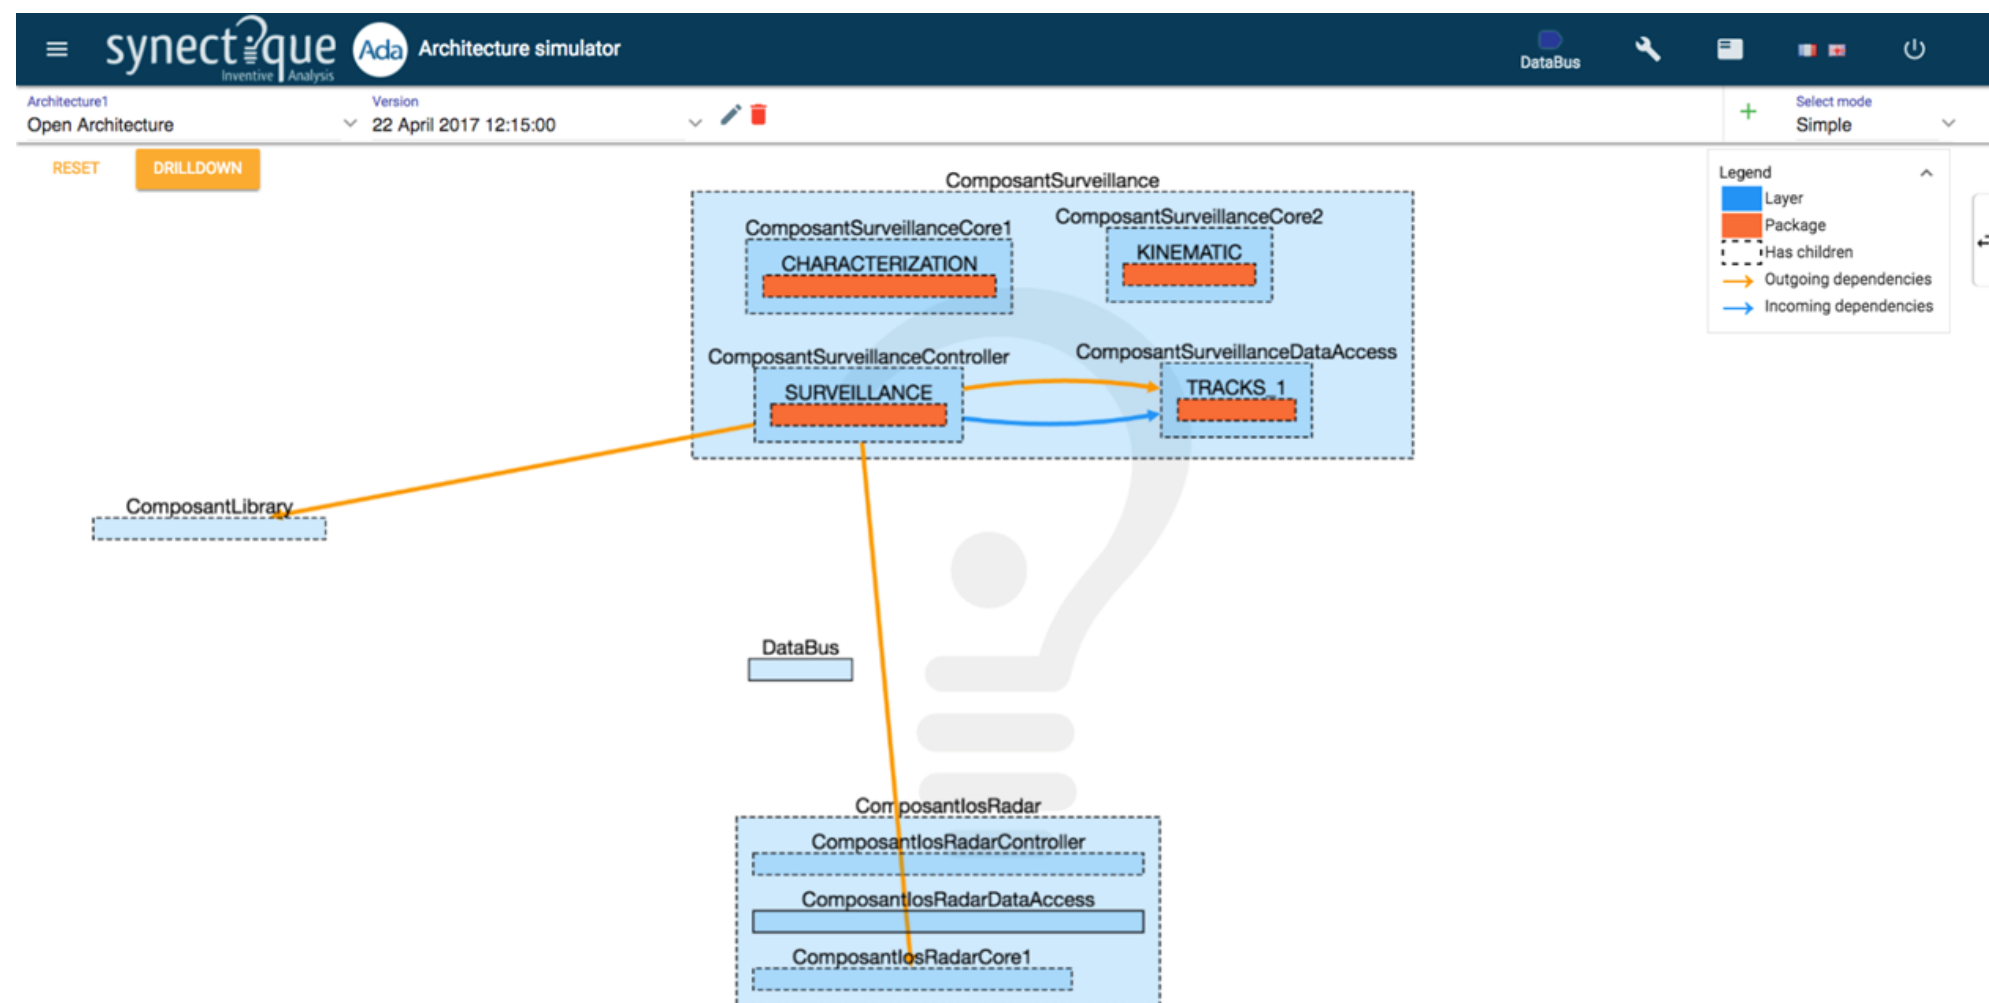 synectique
Inventive Analysis
Ada
Architecture simulator
DataBus
Architecture1
Open Architecture
Version
22 April 2017 12:15:00
+
Select mode
Simple
RESET
DRILLDOWN
Legend
Layer
Package
Has children
Outgoing dependencies
Incoming dependencies
ComposantSurveillance
ComposantSurveillanceCore1
CHARACTERIZATION
ComposantSurveillanceCore2
KINEMATIC
ComposantSurveillanceController
SURVEILLANCE
ComposantSurveillanceDataAccess
TRACKS_1
ComposantLibrary
DataBus
ComposantIosRadar
ComposantIosRadarController
ComposantIosRadarDataAccess
ComposantIosRadarCore1